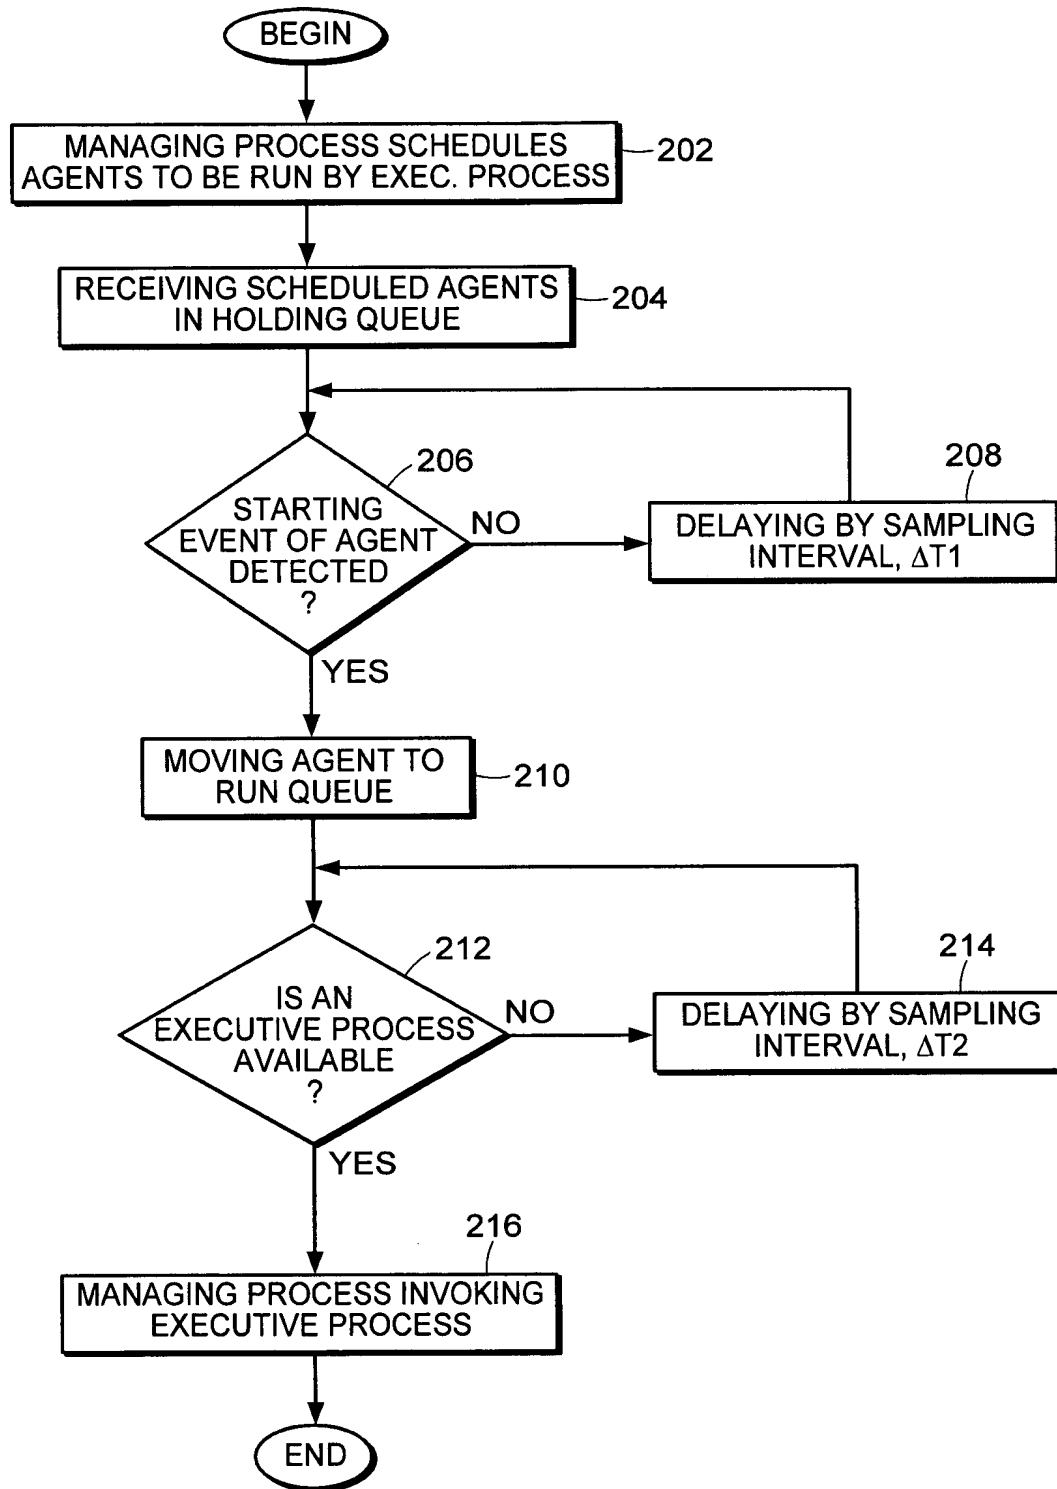 BEGIN
MANAGING PROCESS SCHEDULES
AGENTS TO BE RUN BY EXEC. PROCESS
202
RECEIVING SCHEDULED AGENTS
IN HOLDING QUEUE
204
206
STARTING
EVENT OF AGENT
DETECTED
?
NO
208
DELAYING BY SAMPLING
INTERVAL, ΔT1
YES
MOVING AGENT TO
RUN QUEUE
210
212
IS AN
EXECUTIVE PROCESS
AVAILABLE
?
NO
214
DELAYING BY SAMPLING
INTERVAL, ΔT2
YES
216
MANAGING PROCESS INVOKING
EXECUTIVE PROCESS
END